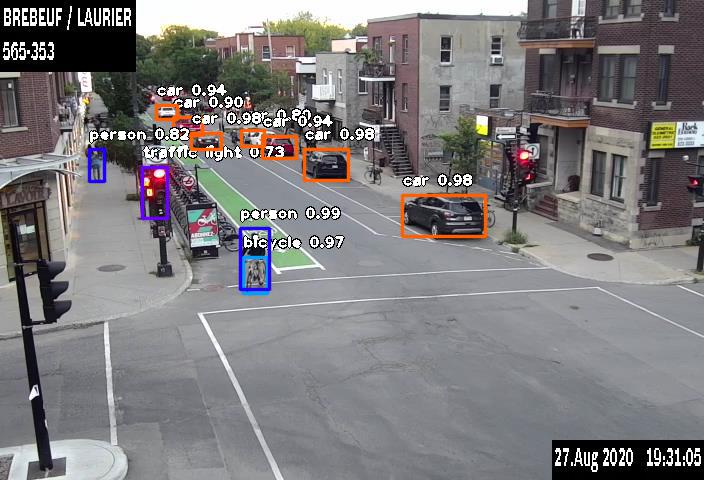 BREBEUF / LAURIER
565-353
car 0.94
car 0.90
car 0.98
car 0.94
car 0.98
person 0.82
traffic light 0.73
car 0.98
person 0.99
bicycle 0.97
27.Aug 2020 19:31:05